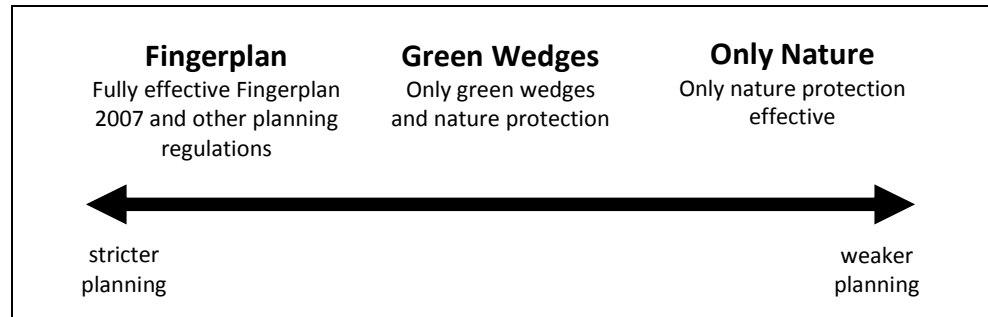 Fingerplan
Fully effective Fingerplan
2007 and other planning
regulations
Green Wedges
Only green wedges
and nature protection
Only Nature
Only nature protection
effective
stricter
planning
weaker
planning